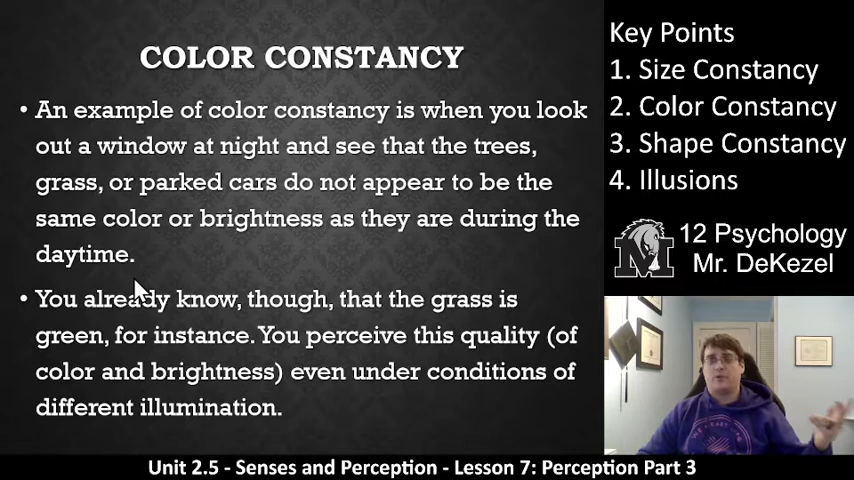 COLOR CONSTANCY
• An example of color constancy is when you look
out a window at night and see that the trees,
grass, or parked cars do not appear to be the
same color or brightness as they are during the
daytime.
• You already know, though, that the grass is
green, for instance. You perceive this quality (of
color and brightness) even under conditions of
different illumination.
Key Points
1. Size Constancy
2. Color Constancy
3. Shape Constancy
4. Illusions
M
12 Psychology
Mr. DeKezel
Unit 2.5 - Senses and Perception - Lesson 7: Perception Part 3